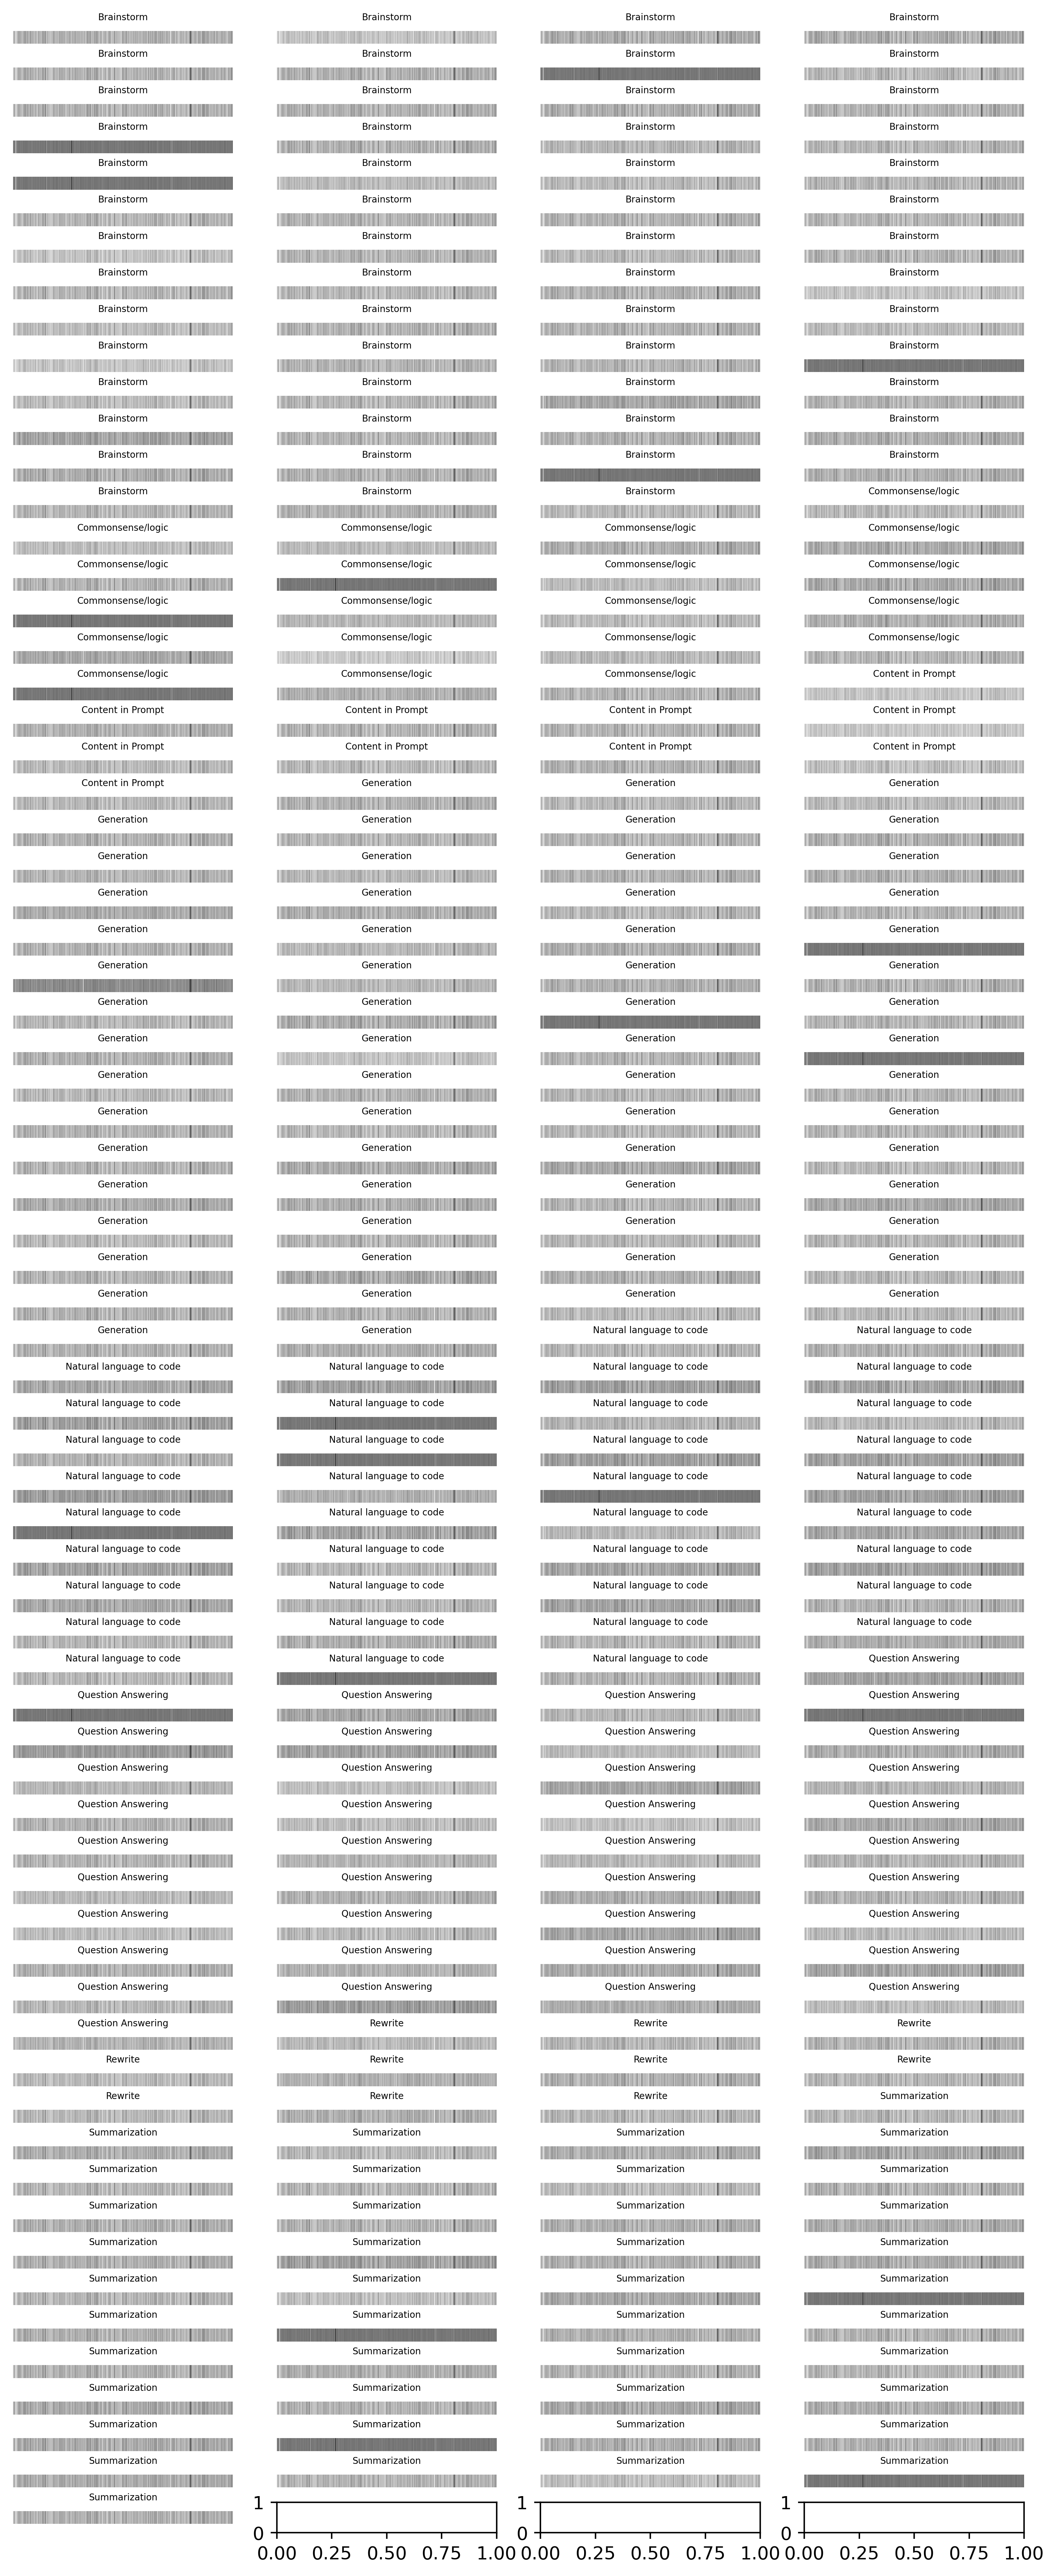 Brainstorm Brainstorm Brainstorm Brainstorm
Brainstorm Brainstorm Brainstorm Brainstorm
Brainstorm Brainstorm Brainstorm Brainstorm
Brainstorm Brainstorm Brainstorm Brainstorm
Brainstorm Brainstorm Brainstorm Brainstorm
Brainstorm Brainstorm Brainstorm Brainstorm
Brainstorm Brainstorm Brainstorm Brainstorm
Brainstorm Brainstorm Brainstorm Brainstorm
Brainstorm Brainstorm Brainstorm Brainstorm
Brainstorm Brainstorm Brainstorm Brainstorm
Brainstorm Brainstorm Brainstorm Brainstorm
Brainstorm Brainstorm Brainstorm Brainstorm
Brainstorm Brainstorm Brainstorm Brainstorm
Brainstorm Brainstorm Brainstorm Commonsense/logic
Commonsense/logic Commonsense/logic Commonsense/logic Commonsense/logic
Commonsense/logic Commonsense/logic Commonsense/logic Commonsense/logic
Commonsense/logic Commonsense/logic Commonsense/logic Commonsense/logic
Commonsense/logic Commonsense/logic Commonsense/logic Commonsense/logic
Commonsense/logic Commonsense/logic Commonsense/logic Content in Prompt
Content in Prompt Content in Prompt Content in Prompt Content in Prompt
Content in Prompt Content in Prompt Content in Prompt Content in Prompt
Content in Prompt Generation Generation Generation
Generation Generation Generation Generation
Generation Generation Generation Generation
Generation Generation Generation Generation
Generation Generation Generation Generation
Generation Generation Generation Generation
Generation Generation Generation Generation
Generation Generation Generation Generation
Generation Generation Generation Generation
Generation Generation Generation Generation
Generation Generation Generation Generation
Generation Generation Generation Generation
Generation Generation Generation Generation
Generation Generation Generation Generation
Generation Generation Generation Generation
Generation Generation Natural language to code Natural language to code
Natural language to code Natural language to code Natural language to code Natural language to code
Natural language to code Natural language to code Natural language to code Natural language to code
Natural language to code Natural language to code Natural language to code Natural language to code
Natural language to code Natural language to code Natural language to code Natural language to code
Natural language to code Natural language to code Natural language to code Natural language to code
Natural language to code Natural language to code Natural language to code Natural language to code
Natural language to code Natural language to code Natural language to code Natural language to code
Natural language to code Natural language to code Natural language to code Natural language to code
Natural language to code Natural language to code Natural language to code Question Answering
Question Answering Question Answering Question Answering Question Answering
Question Answering Question Answering Question Answering Question Answering
Question Answering Question Answering Question Answering Question Answering
Question Answering Question Answering Question Answering Question Answering
Question Answering Question Answering Question Answering Question Answering
Question Answering Question Answering Question Answering Question Answering
Question Answering Question Answering Question Answering Question Answering
Question Answering Question Answering Question Answering Question Answering
Question Answering Question Answering Question Answering Question Answering
Question Answering Rewrite Rewrite Rewrite
Rewrite Rewrite Rewrite Rewrite
Rewrite Rewrite Rewrite Summarization
Summarization Summarization Summarization Summarization
Summarization Summarization Summarization Summarization
Summarization Summarization Summarization Summarization
Summarization Summarization Summarization Summarization
Summarization Summarization Summarization Summarization
Summarization Summarization Summarization Summarization
Summarization Summarization Summarization Summarization
Summarization Summarization Summarization Summarization
Summarization Summarization Summarization Summarization
Summarization Summarization Summarization Summarization
Summarization
1 1 1
0 0 0
0.00 0.25 0.50 0.75 1.00 0.00 0.25 0.50 0.75 1.00 0.00 0.25 0.50 0.75 1.00